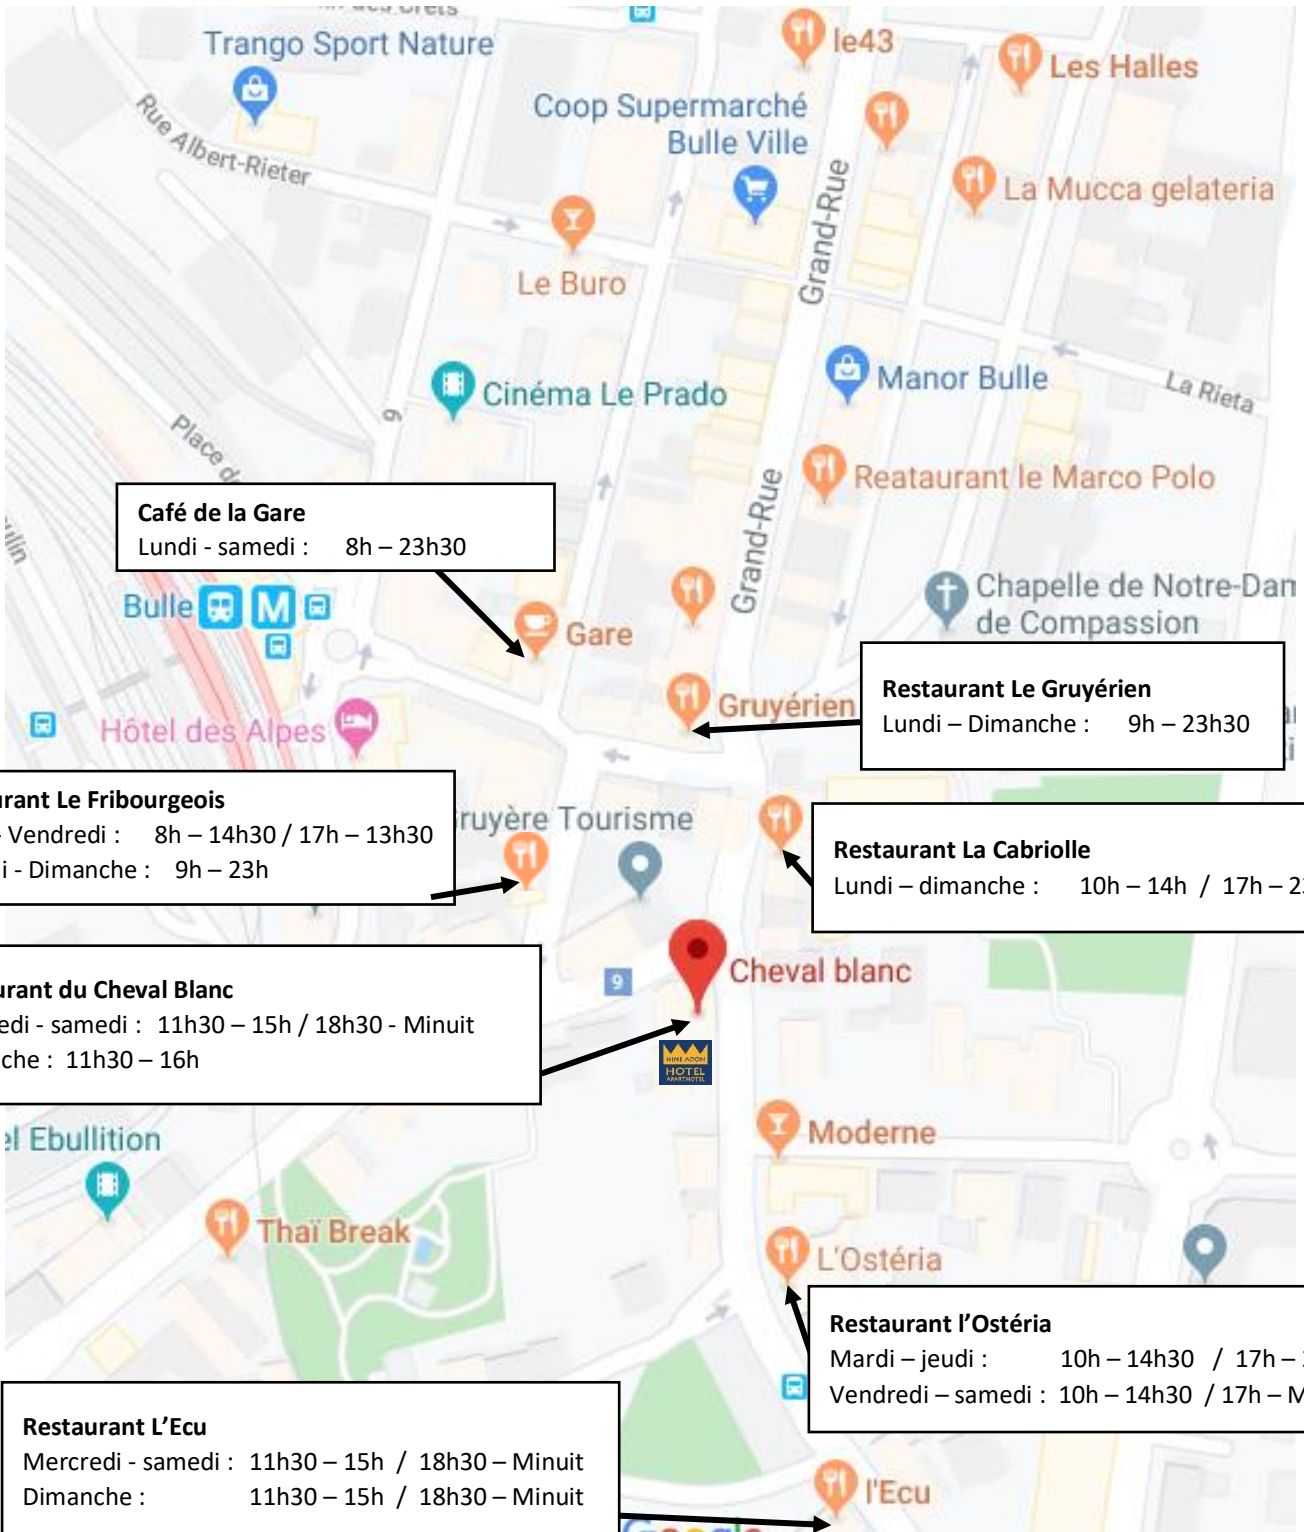 Trango Sport Nature
le43
Les Halles
Coop Supermarché
Bulle Ville
Rue Albert-Rieter
La Mucca gelateria
Grand-Rue
Le Buro
Cinéma Le Prado
Manor Bulle
La Rieta
9
Place de
Reataurant le Marco Polo
Grand-Rue
Café de la Gare
Lundi - samedi : 8h – 23h30
Bulle
M
Gare
Chapelle de Notre-Dam
de Compassion
Restaurant Le Gruyérien
Lundi – Dimanche : 9h – 23h30
Gruyérien
Hôtel des Alpes
urant Le Fribourgeois
- Vendredi : 8h – 14h30 / 17h – 13h30
i - Dimanche : 9h – 23h
ruyère Tourisme
Restaurant La Cabriolle
Lundi – dimanche : 10h – 14h / 17h – 2
Cheval blanc
9
urant du Cheval Blanc
edi - samedi : 11h30 – 15h / 18h30 - Minuit
che : 11h30 – 16h
HINE ADON
HOTEL
APARTHOTEL
el Ebullition
Moderne
Thaï Break
L'Ostéria
Restaurant l’Ostéria
Mardi – jeudi : 10h – 14h30 / 17h –
Vendredi – samedi : 10h – 14h30 / 17h – M
Restaurant L’Ecu
Mercredi - samedi : 11h30 – 15h / 18h30 – Minuit
Dimanche : 11h30 – 15h / 18h30 – Minuit
l'Ecu
Google